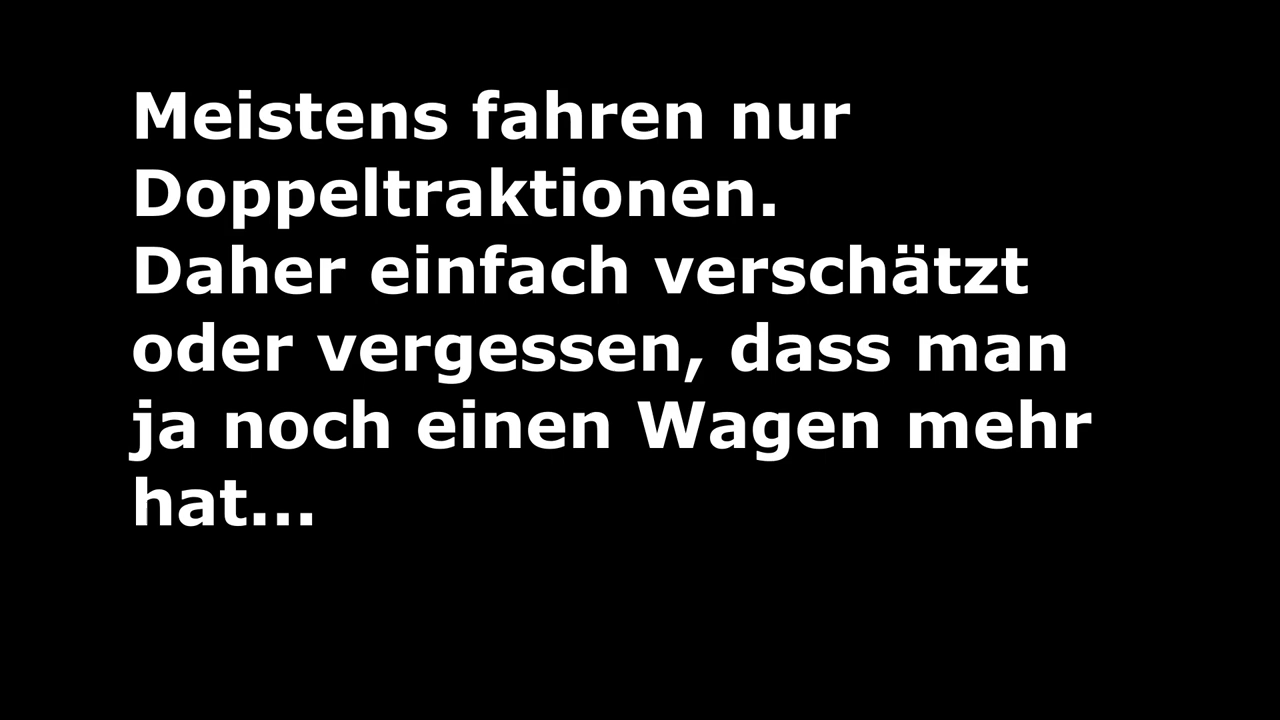 Meistens fahren nur
Doppeltraktionen.
Daher einfach verschätzt
oder vergessen, dass man
ja noch einen Wagen mehr
hat...